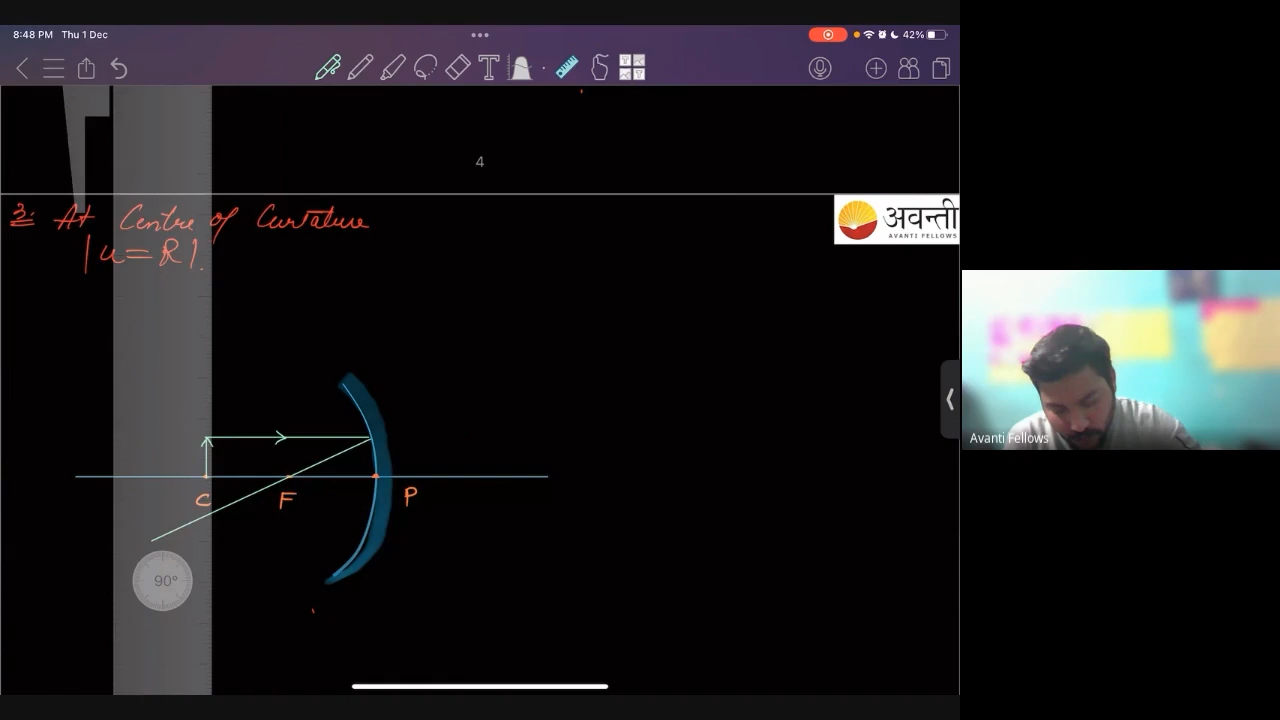 8:48 PM Thu 1 Dec
42%
4
3: At Centre of Curvature
|u=R|.
अवन्ती
AVANTI FELLOWS
C F P
90°
Avanti Fellows